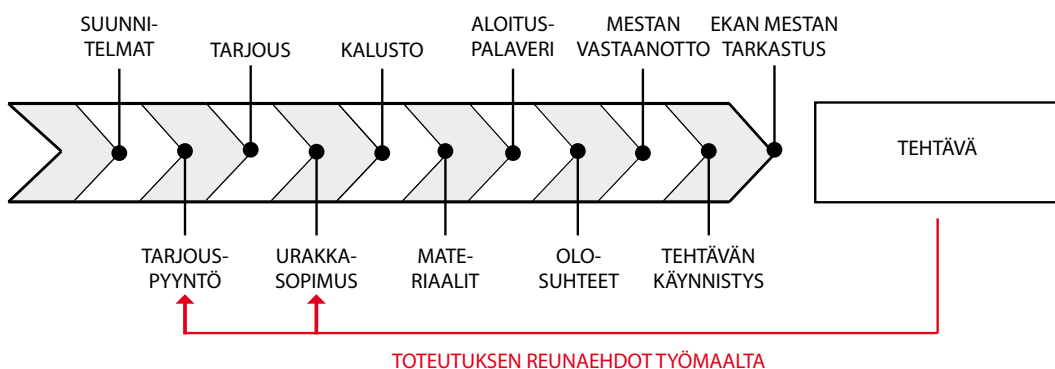 SUUNNI-
TELMAT
TARJOUS
KALUSTO
ALOITUS-
PALAVERI
MESTAN
VASTAANOTTO
EKAN MESTAN
TARKASTUS
TEHTÄVÄ
TARJOUS-
PYYNTÖ
URAKKA-
SOPIMUS
MATE-
RIAALIT
OLO-
SUHTEET
TEHTÄVÄN
KÄYNNISTYS
TOTEUTUKSEN REUNAEHDOT TYÖMAALTA